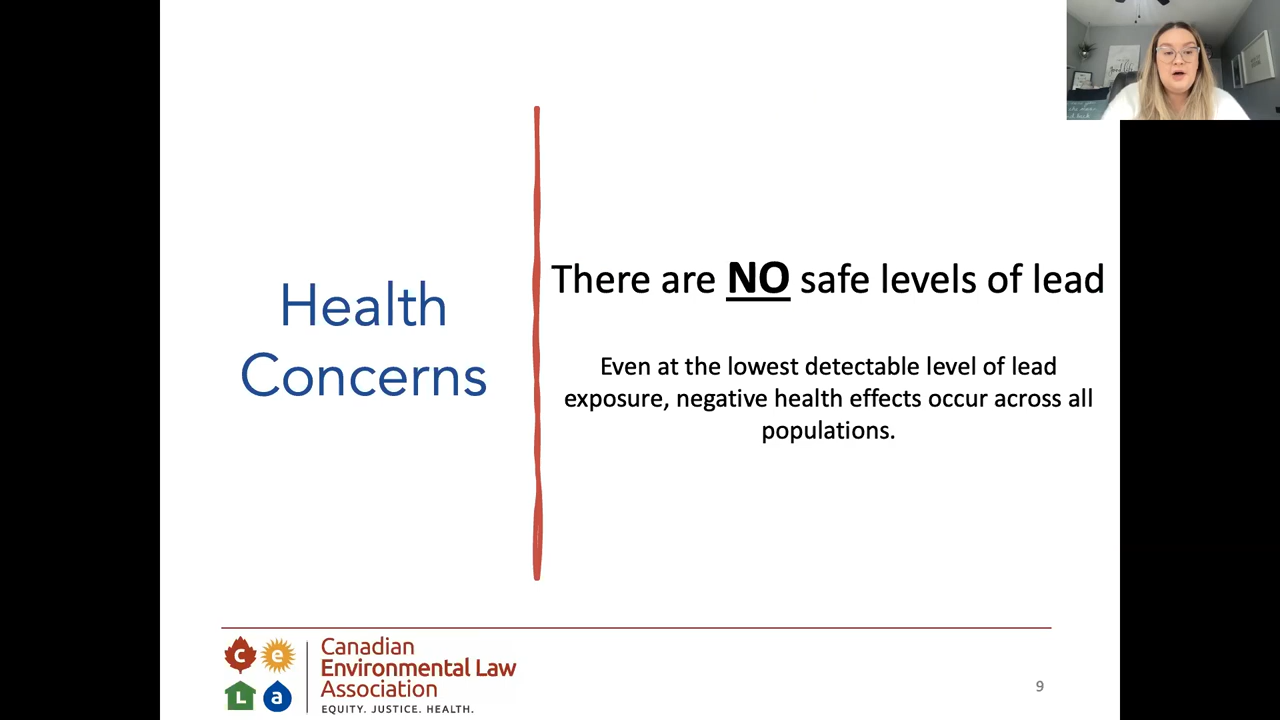 Health
Concerns
There are NO safe levels of lead
Even at the lowest detectable level of lead
exposure, negative health effects occur across all
populations.
c e
L a
Canadian
Environmental Law
Association
EQUITY. JUSTICE. HEALTH.
9